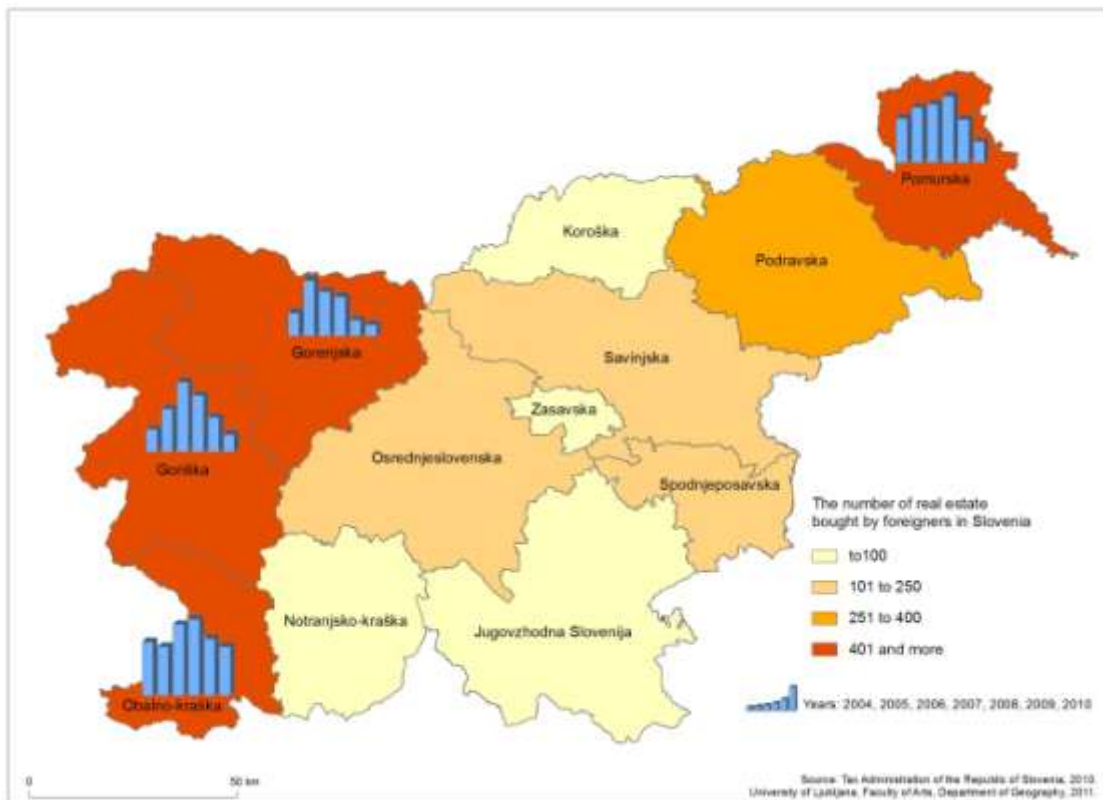 Pomurska
Koroška
Podravska
Gorenjska
Savinjska
Zasavska
Osrednjeslovenska
Goriška
Spodnjeposavska
The number of real estate
bought by foreigners in Slovenia
to100
101 to 250
251 to 400
401 and more
Notranjsko-kraška
Jugovzhodna Slovenija
Obalno-kraška
Years: 2004, 2005, 2006, 2007, 2008, 2009, 2010
0 50 km
Source: Tax Administration of the Republic of Slovenia, 2010.
University of Ljubljana, Faculty of Arts, Department of Geography, 2011.